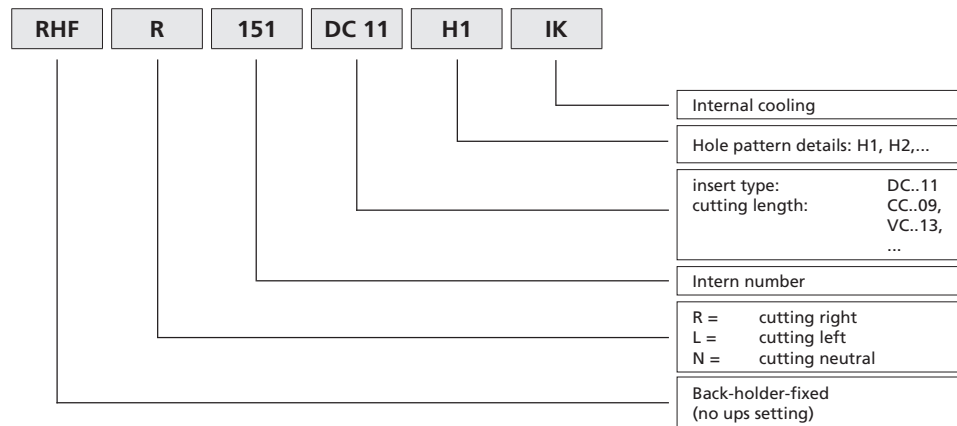 RHF R 151 DC 11 H1 IK
Internal cooling
Hole pattern details: H1, H2,...
insert type: DC..11
cutting length: CC..09,
VC..13,
...
Intern number
R = cutting right
L = cutting left
N = cutting neutral
Back-holder-fixed
(no ups setting)